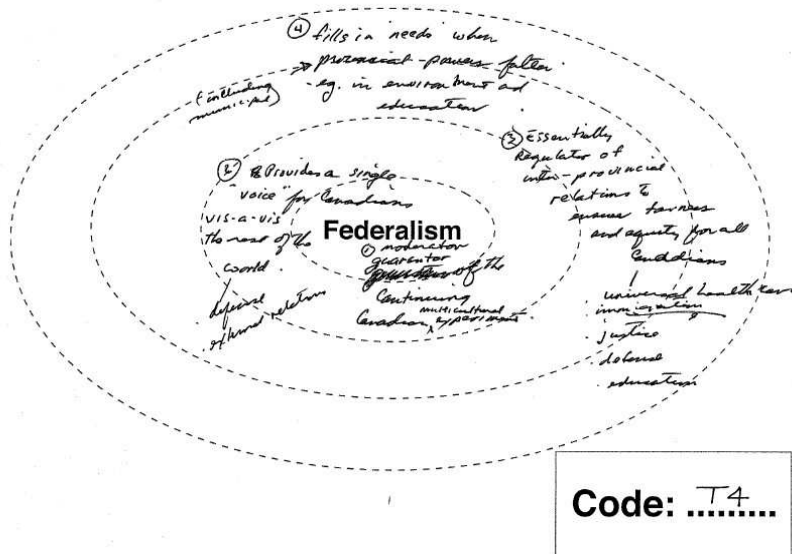 ④ fills in needs when
provincial powers falter
- eg. in environment and
education
(including
municipal)
③ Essentially
Regulator of
inter-provincial
relations to
ensure fairness
and equity for all
Canadians
universal health care
immigration
. justice
. defense
. education
② Provides a single
"voice" for Canadians
vis-a-vis
the rest of the
world.
defense
. external relations
Federalism
① moderator
guarentor
of the
Continuing
multicultural
Canadian experiment.
Code: T4